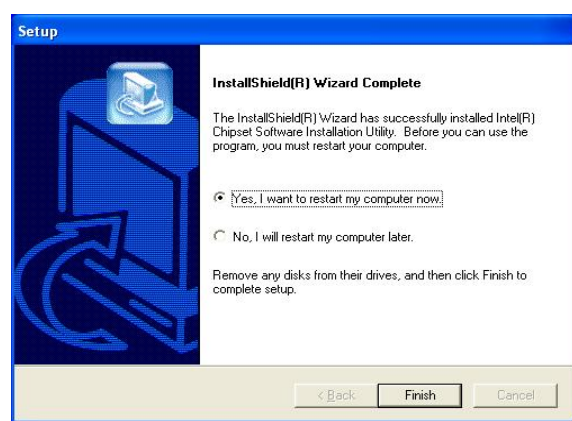 Setup
InstallShield(R) Wizard Complete
The InstallShield(R) Wizard has successfully installed Intel(R)
Chipset Software Installation Utility. Before you can use the
program, you must restart your computer.
Yes, I want to restart my computer now.
No, I will restart my computer later.
Remove any disks from their drives, and then click Finish to
complete setup.
< Back Finish Cancel